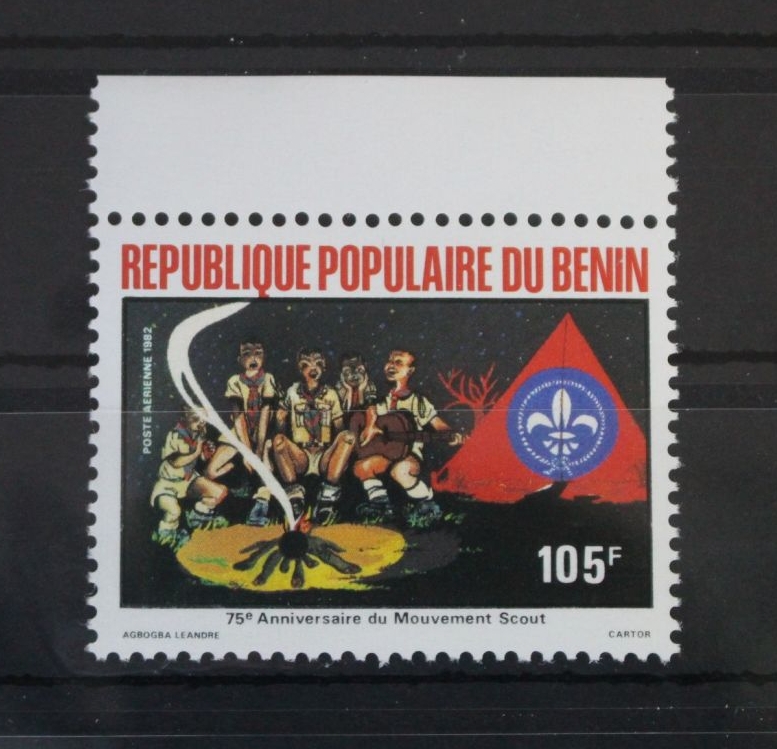 REPUBLIQUE POPULAIRE DU BENIN
POSTE AERIENNE 1982
105F
75e Anniversaire du Mouvement Scout
AGBOGBA LEANDRE
CARTOR